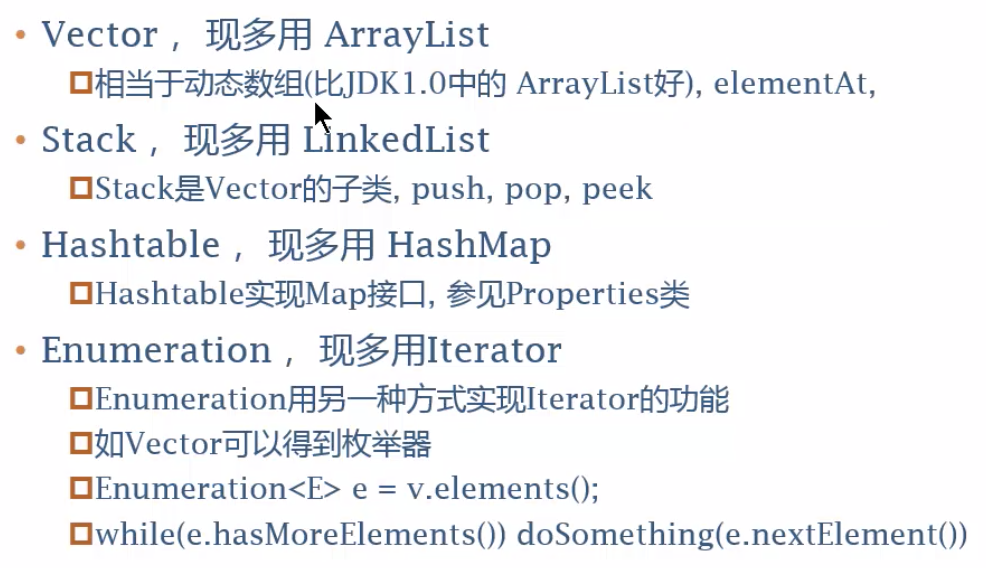 • Vector ， 现多用 ArrayList
相当于动态数组(比JDK1.0中的 ArrayList好), elementAt,
• Stack ， 现多用 LinkedList
Stack是Vector的子类, push, pop, peek
• Hashtable ， 现多用 HashMap
Hashtable实现Map接口, 参见Properties类
• Enumeration ， 现多用Iterator
Enumeration用另一种方式实现Iterator的功能
如Vector可以得到枚举器
Enumeration<E> e = v.elements();
while(e.hasMoreElements()) doSomething(e.nextElement())